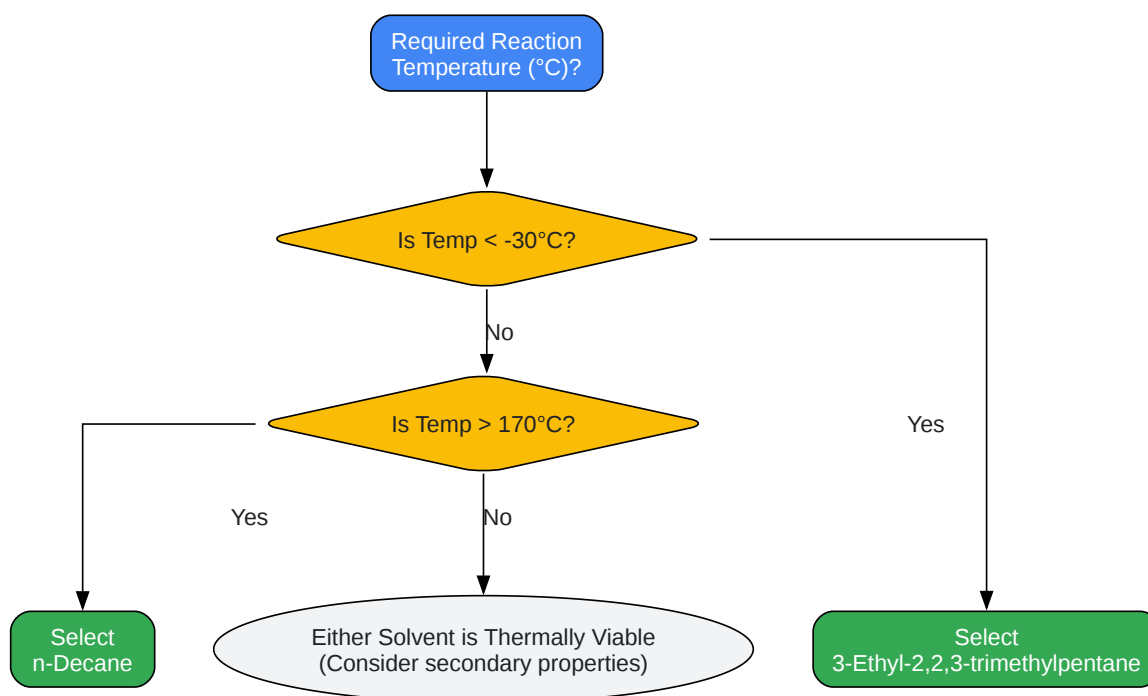 Required Reaction
Temperature (°C)?
Is Temp < -30°C?
No
Is Temp > 170°C?
Yes
Yes
No
Either Solvent is Thermally Viable
(Consider secondary properties)
Select
n-Decane
Select
3-Ethyl-2,2,3-trimethylpentane